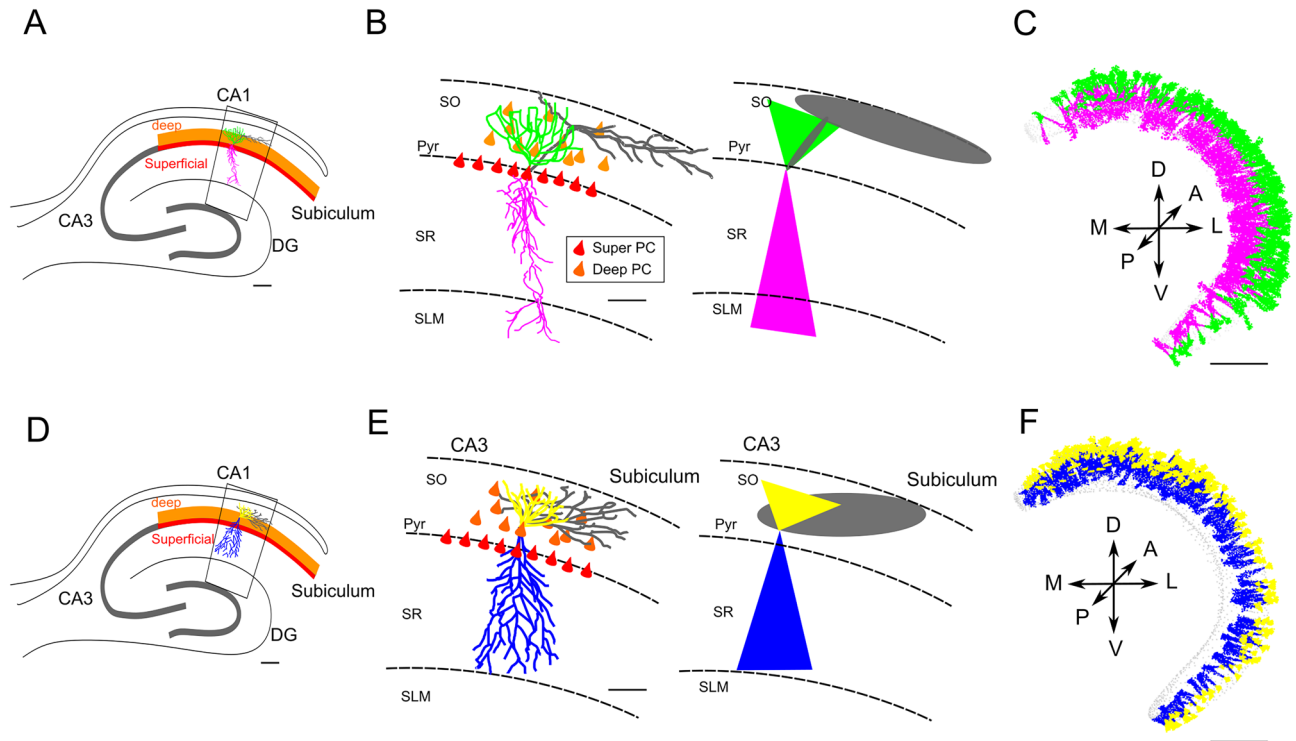 A
CA1
deep
Superficial
CA3
Subiculum
DG
B
SO
Pyr
SR
SLM
Super PC
Deep PC
SO
Pyr
SR
SLM
C
D
A
M
L
P
V
D
CA1
deep
Superficial
CA3
Subiculum
DG
E
CA3
Subiculum
SO
Pyr
SR
SLM
CA3
Subiculum
SO
Pyr
SR
SLM
F
D
A
M
L
P
V